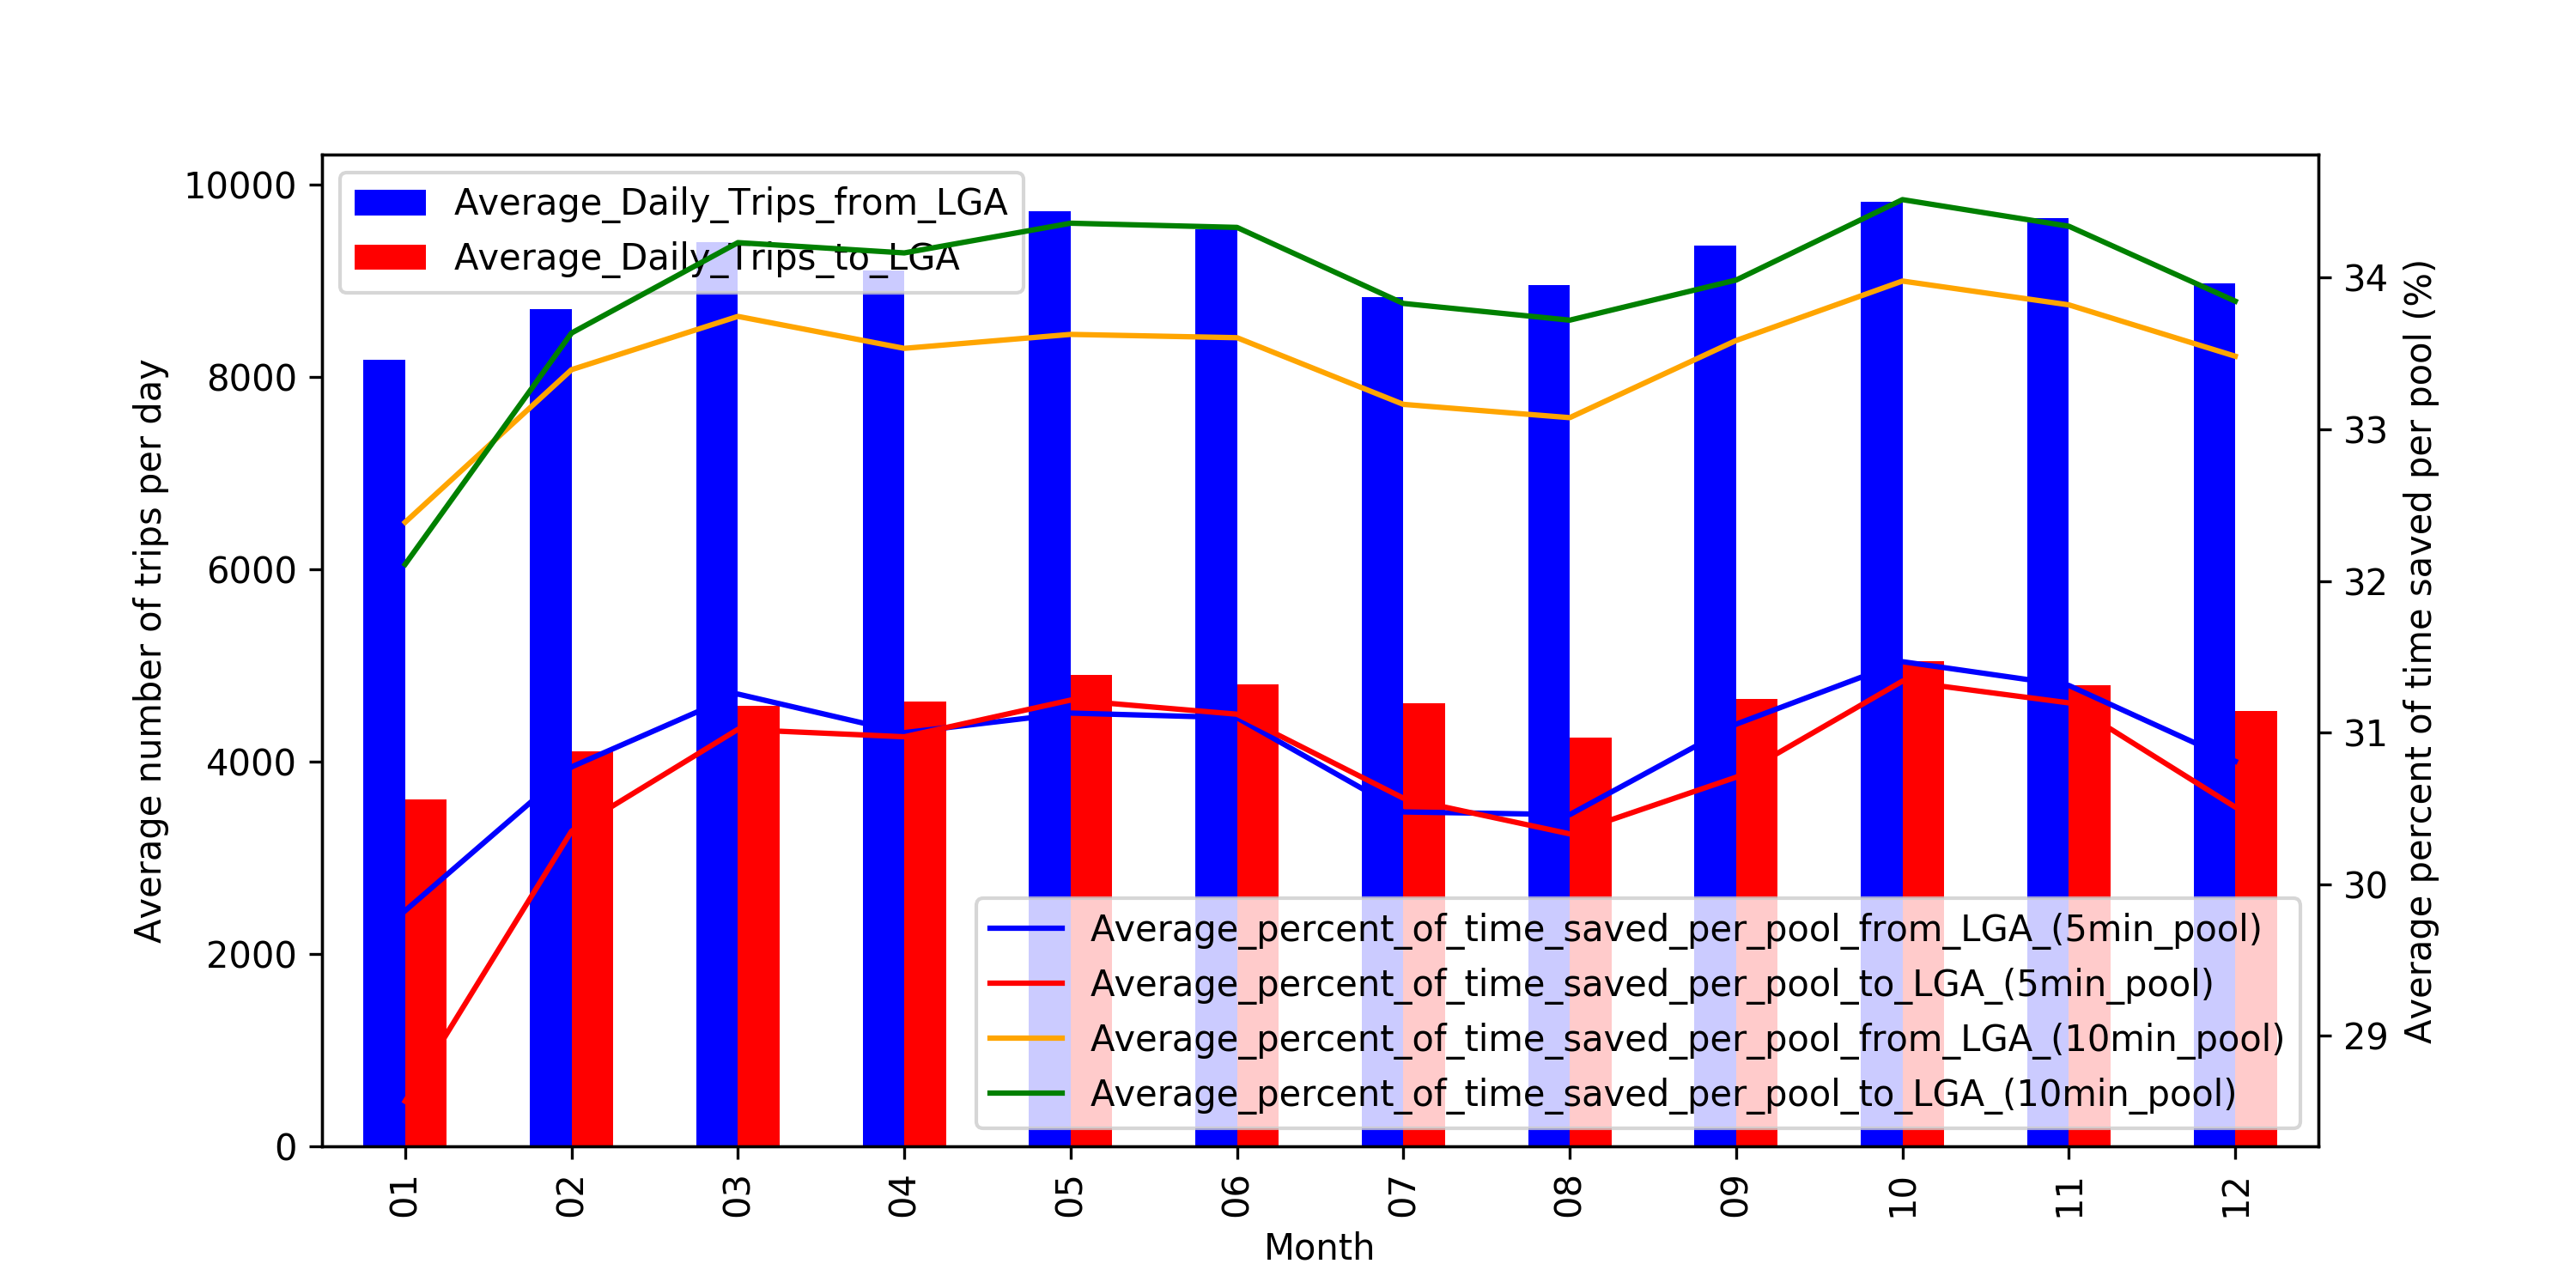 Average_Daily_Trips_from_LGA
Average_Daily_Trips_to_LGA
10000
8000
6000
4000
2000
0
Average number of trips per day
34
33
32
31
30
29
Average percent of time saved per pool (%)
Average_percent_of_time_saved_per_pool_from_LGA_(5min_pool)
Average_percent_of_time_saved_per_pool_to_LGA_(5min_pool)
Average_percent_of_time_saved_per_pool_from_LGA_(10min_pool)
Average_percent_of_time_saved_per_pool_to_LGA_(10min_pool)
01 02 03 04 05 06 07 08 09 10 11 12
Month